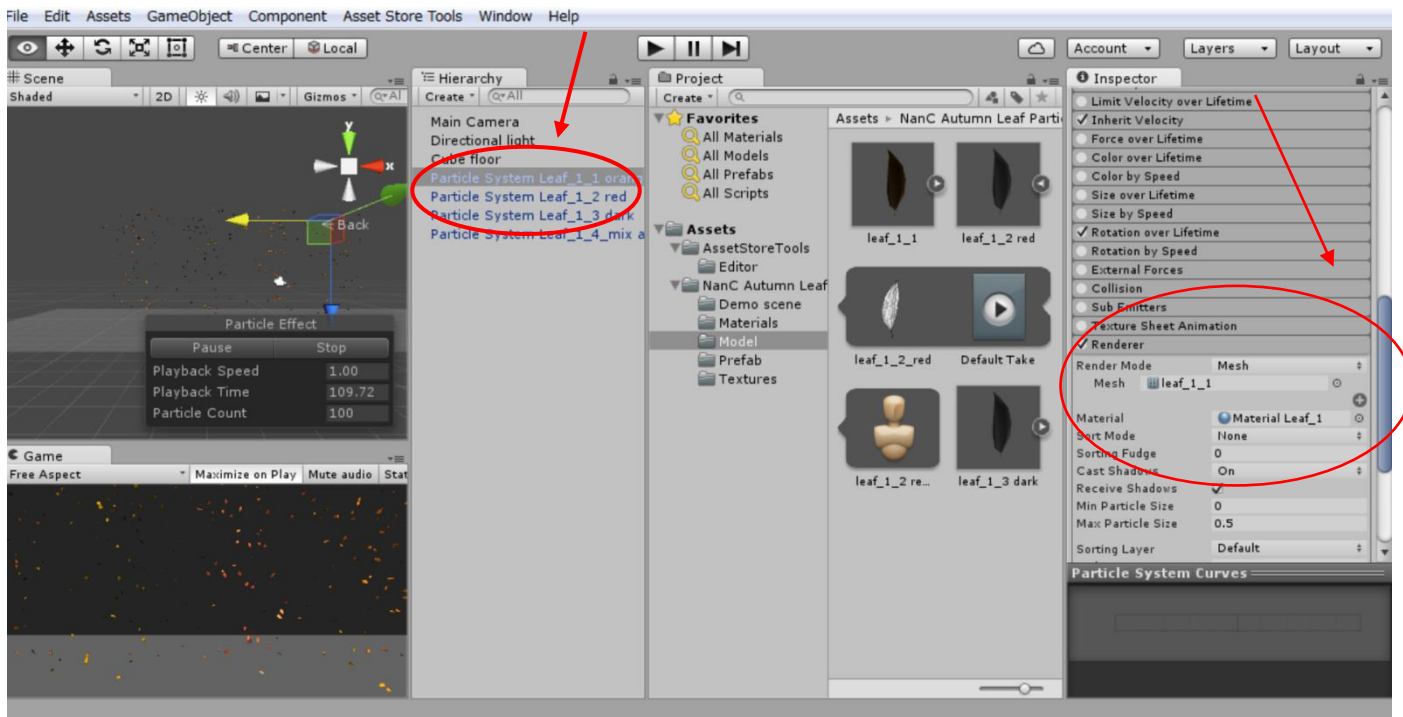 File Edit Assets GameObject Component Asset Store Tools Window Help
Center Local
Account Layers Layout
Scene
Shaded 2D Gizmos All
y
x
Back
Particle Effect
Pause Stop
Playback Speed 1.00
Playback Time 109.72
Particle Count 100
Game
Free Aspect Maximize on Play Mute audio Stat
Hierarchy
Create All
Main Camera
Directional light
Cube floor
Particle System Leaf_1_1 oran
Particle System Leaf_1_2 red
Particle System Leaf_1_3 dark
Particle System Leaf_1_4_mix a
Project
Create
Favorites
All Materials
All Models
All Prefabs
All Scripts
Assets
AssetStoreTools
Editor
NanC Autumn Leaf
Demo scene
Materials
Model
Prefab
Textures
Assets NanC Autumn Leaf Parti
leaf_1_1 leaf_1_2 red
leaf_1_2_red Default Take
leaf_1_2 re... leaf_1_3 dark
Inspector
Limit Velocity over Lifetime
Inherit Velocity
Force over Lifetime
Color over Lifetime
Color by Speed
Size over Lifetime
Size by Speed
Rotation over Lifetime
Rotation by Speed
External Forces
Collision
Sub Emitters
Texture Sheet Animation
Renderer
Render Mode Mesh
Mesh leaf_1_1
Material Material Leaf_1
Sort Mode None
Sorting Fudge 0
Cast Shadows On
Receive Shadows
Min Particle Size 0
Max Particle Size 0.5
Sorting Layer Default
Particle System Curves